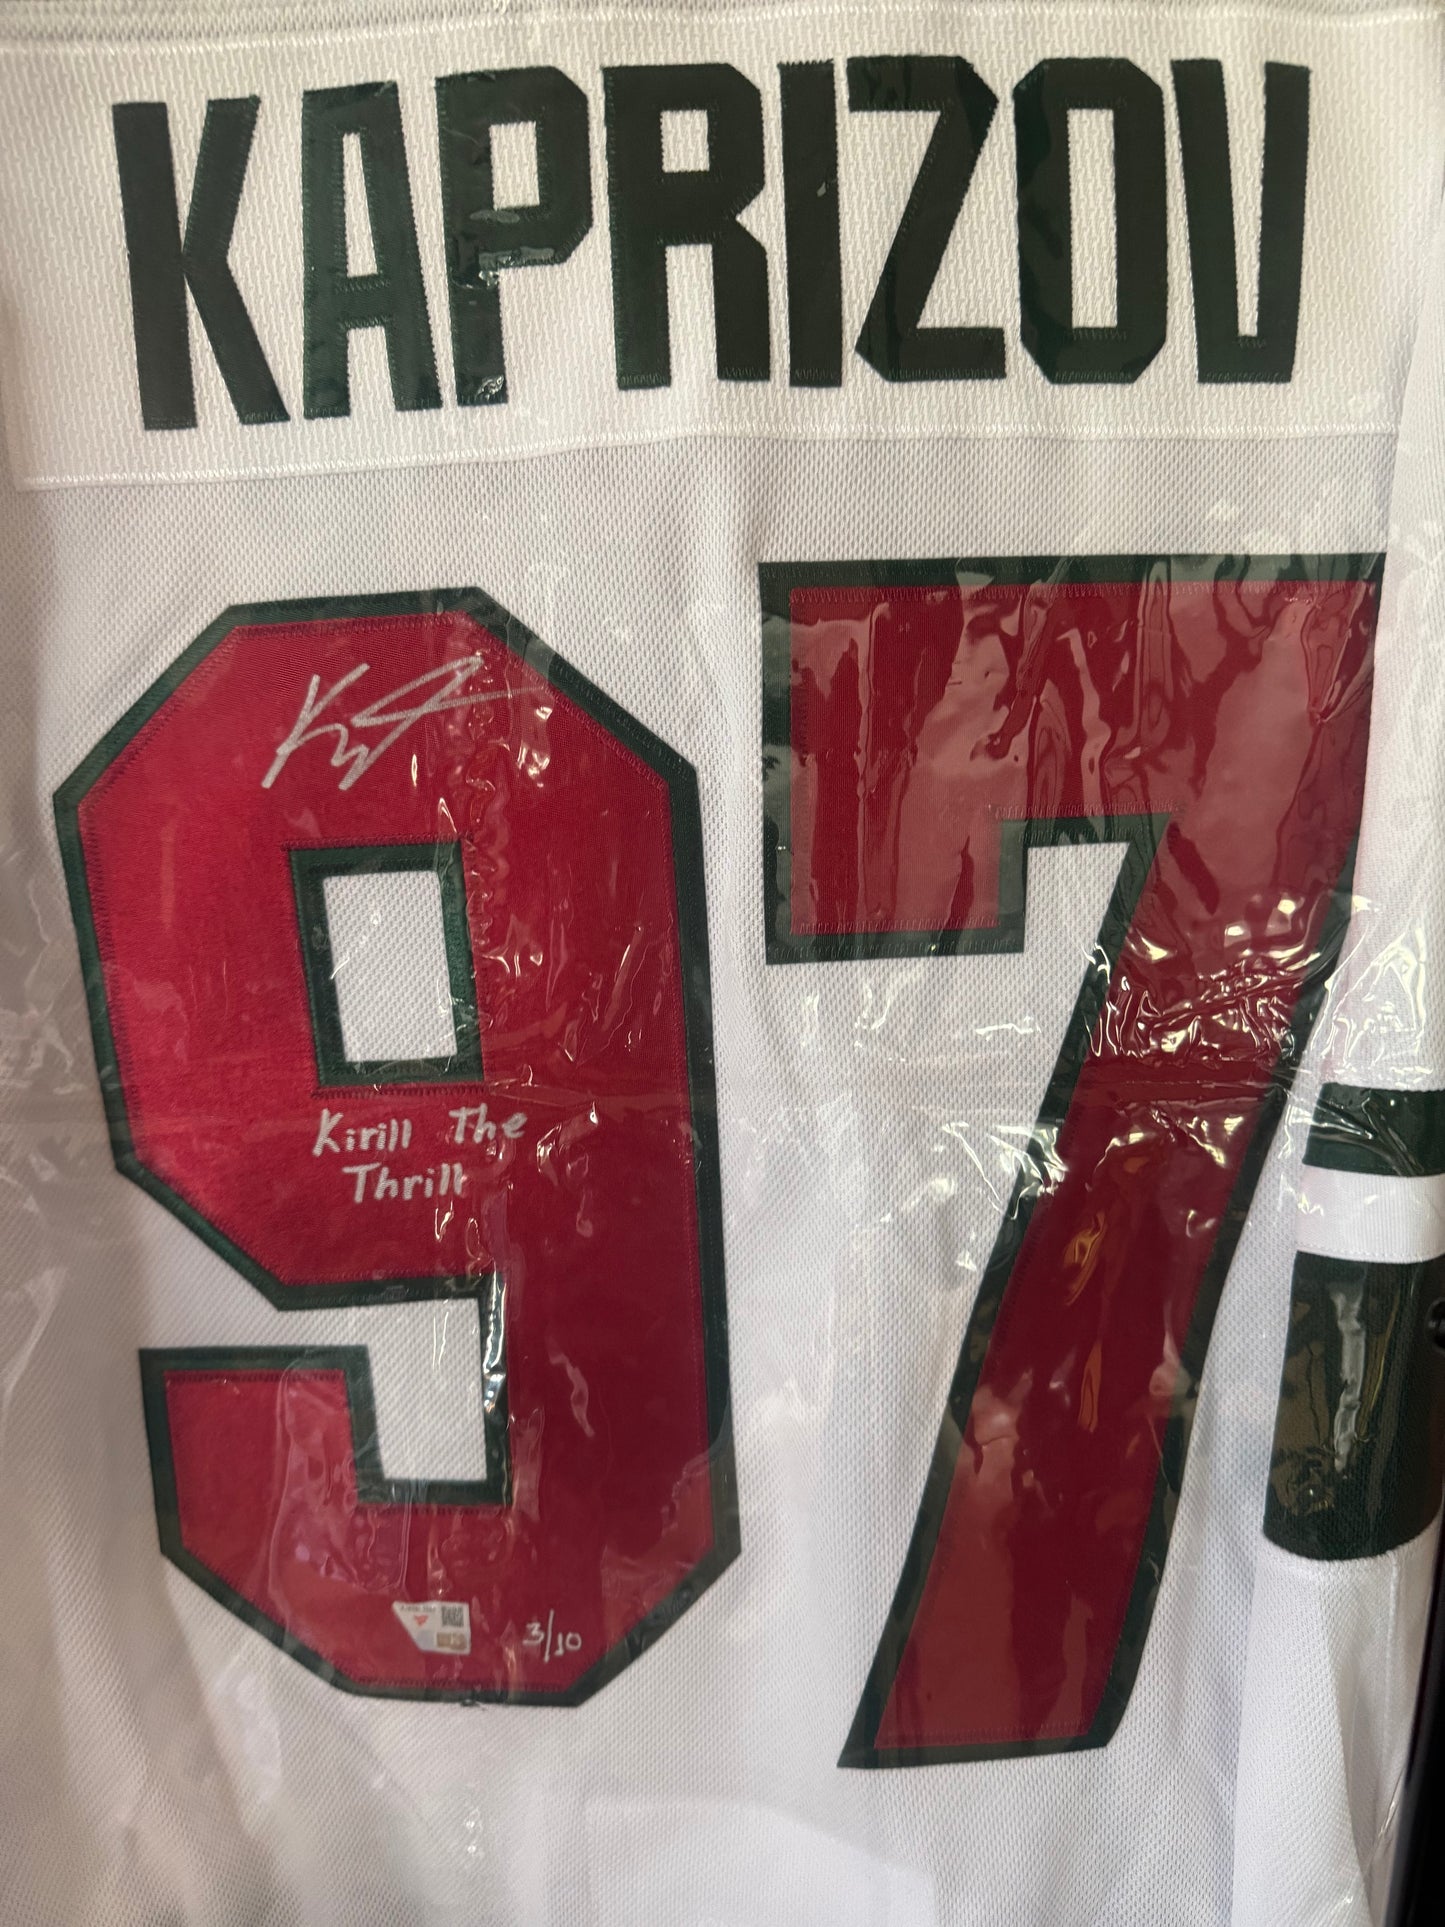 KAPRIZOV
97
Kirill The
Thrill
3/10